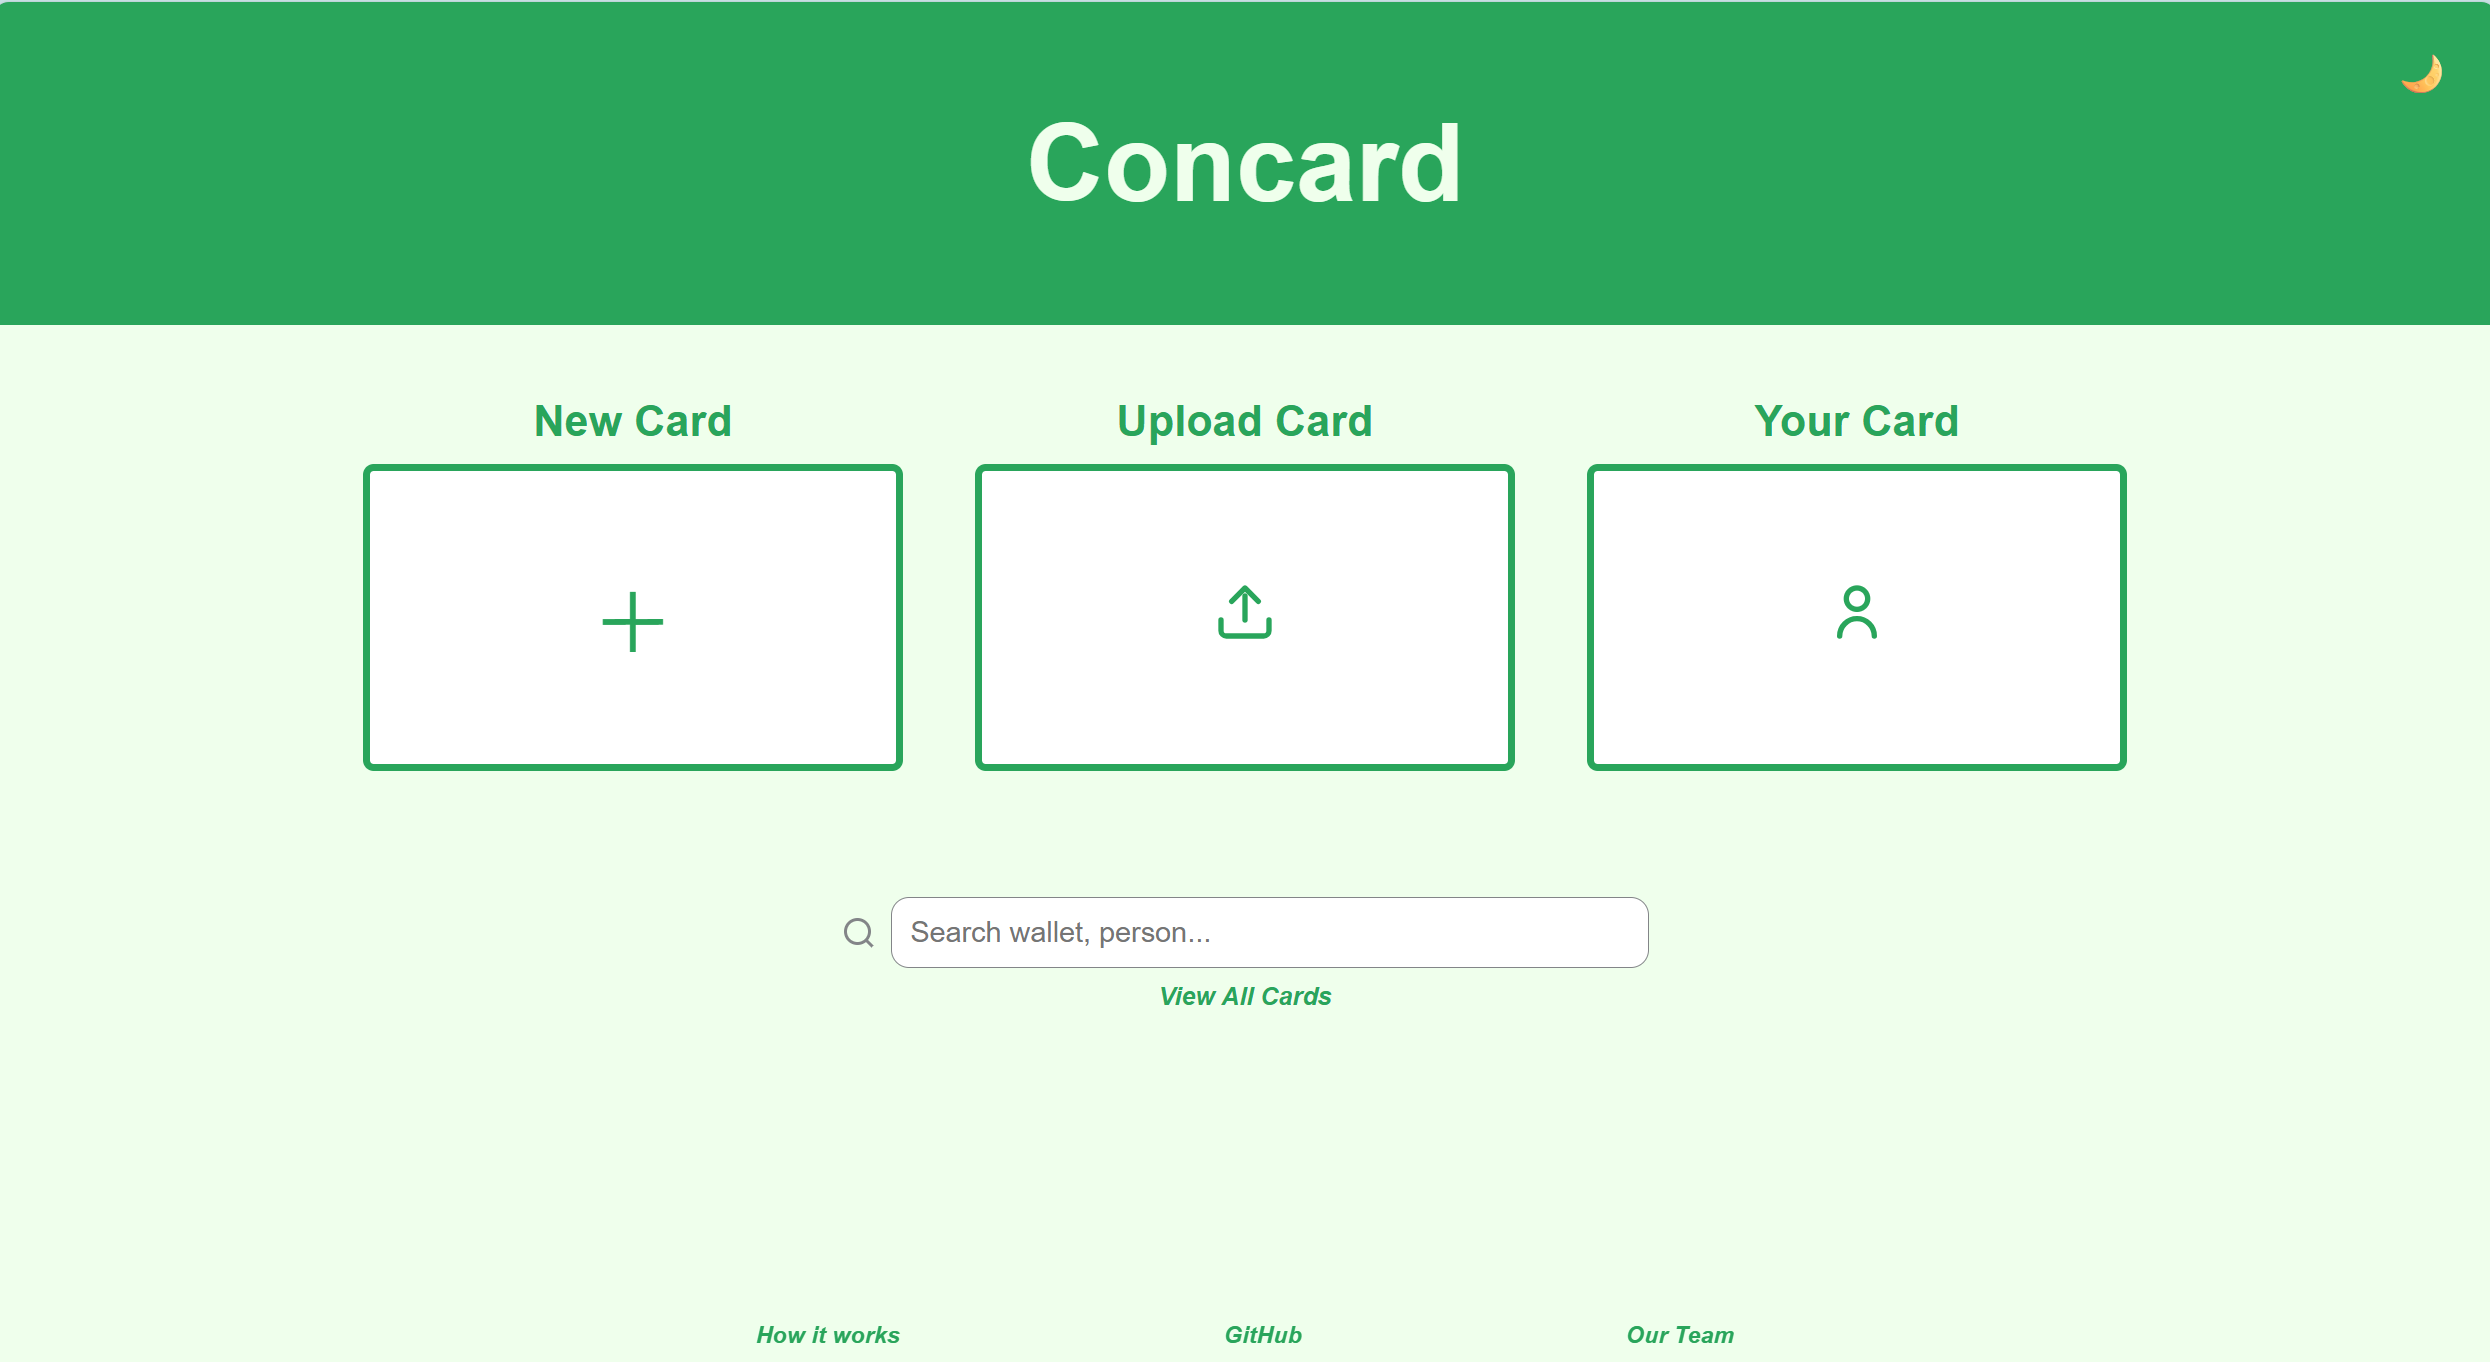 Concard
New Card
Upload Card
Your Card
Search wallet, person...
View All Cards
How it works
GitHub
Our Team